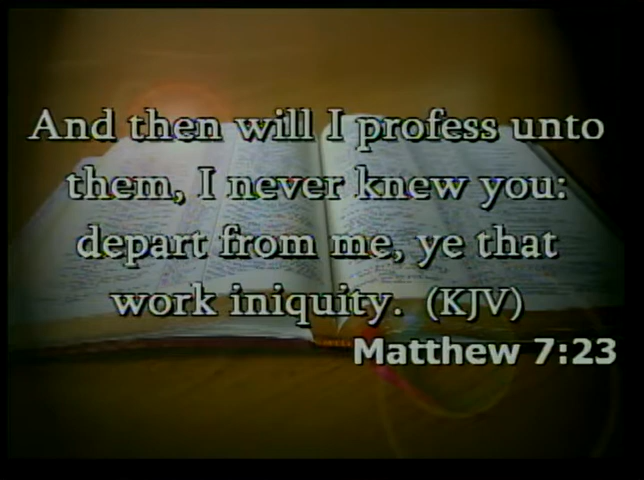 And then will I profess unto
them, I never knew you:
depart from me, ye that
work iniquity. (KJV)
Matthew 7:23